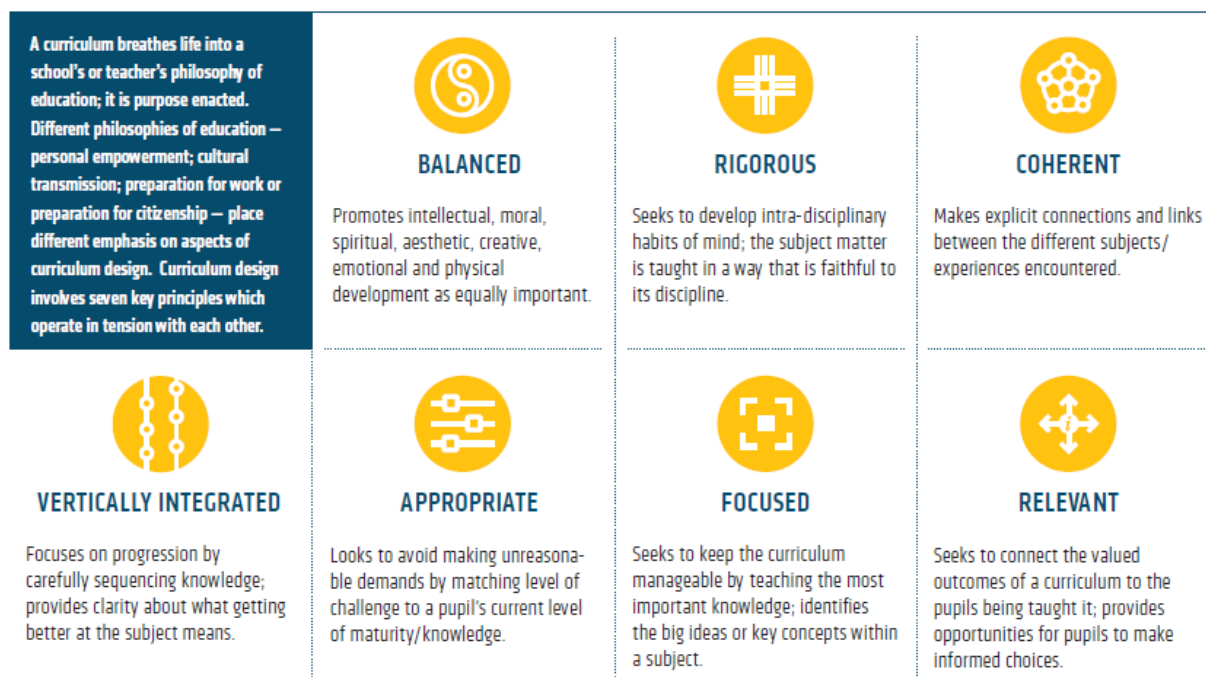 A curriculum breathes life into a
school's or teacher's philosophy of
education; it is purpose enacted.
Different philosophies of education —
personal empowerment; cultural
transmission; preparation for work or
preparation for citizenship — place
different emphasis on aspects of
curriculum design. Curriculum design
involves seven key principles which
operate in tension with each other.
BALANCED
Promotes intellectual, moral,
spiritual, aesthetic, creative,
emotional and physical
development as equally important.
RIGOROUS
Seeks to develop intra-disciplinary
habits of mind; the subject matter
is taught in a way that is faithful to
its discipline.
COHERENT
Makes explicit connections and links
between the different subjects/
experiences encountered.
VERTICALLY INTEGRATED
Focuses on progression by
carefully sequencing knowledge;
provides clarity about what getting
better at the subject means.
APPROPRIATE
Looks to avoid making unreasona-
ble demands by matching level of
challenge to a pupil's current level
of maturity/knowledge.
FOCUSED
Seeks to keep the curriculum
manageable by teaching the most
important knowledge; identifies
the big ideas or key concepts within
a subject.
i
RELEVANT
Seeks to connect the valued
outcomes of a curriculum to the
pupils being taught it; provides
opportunities for pupils to make
informed choices.